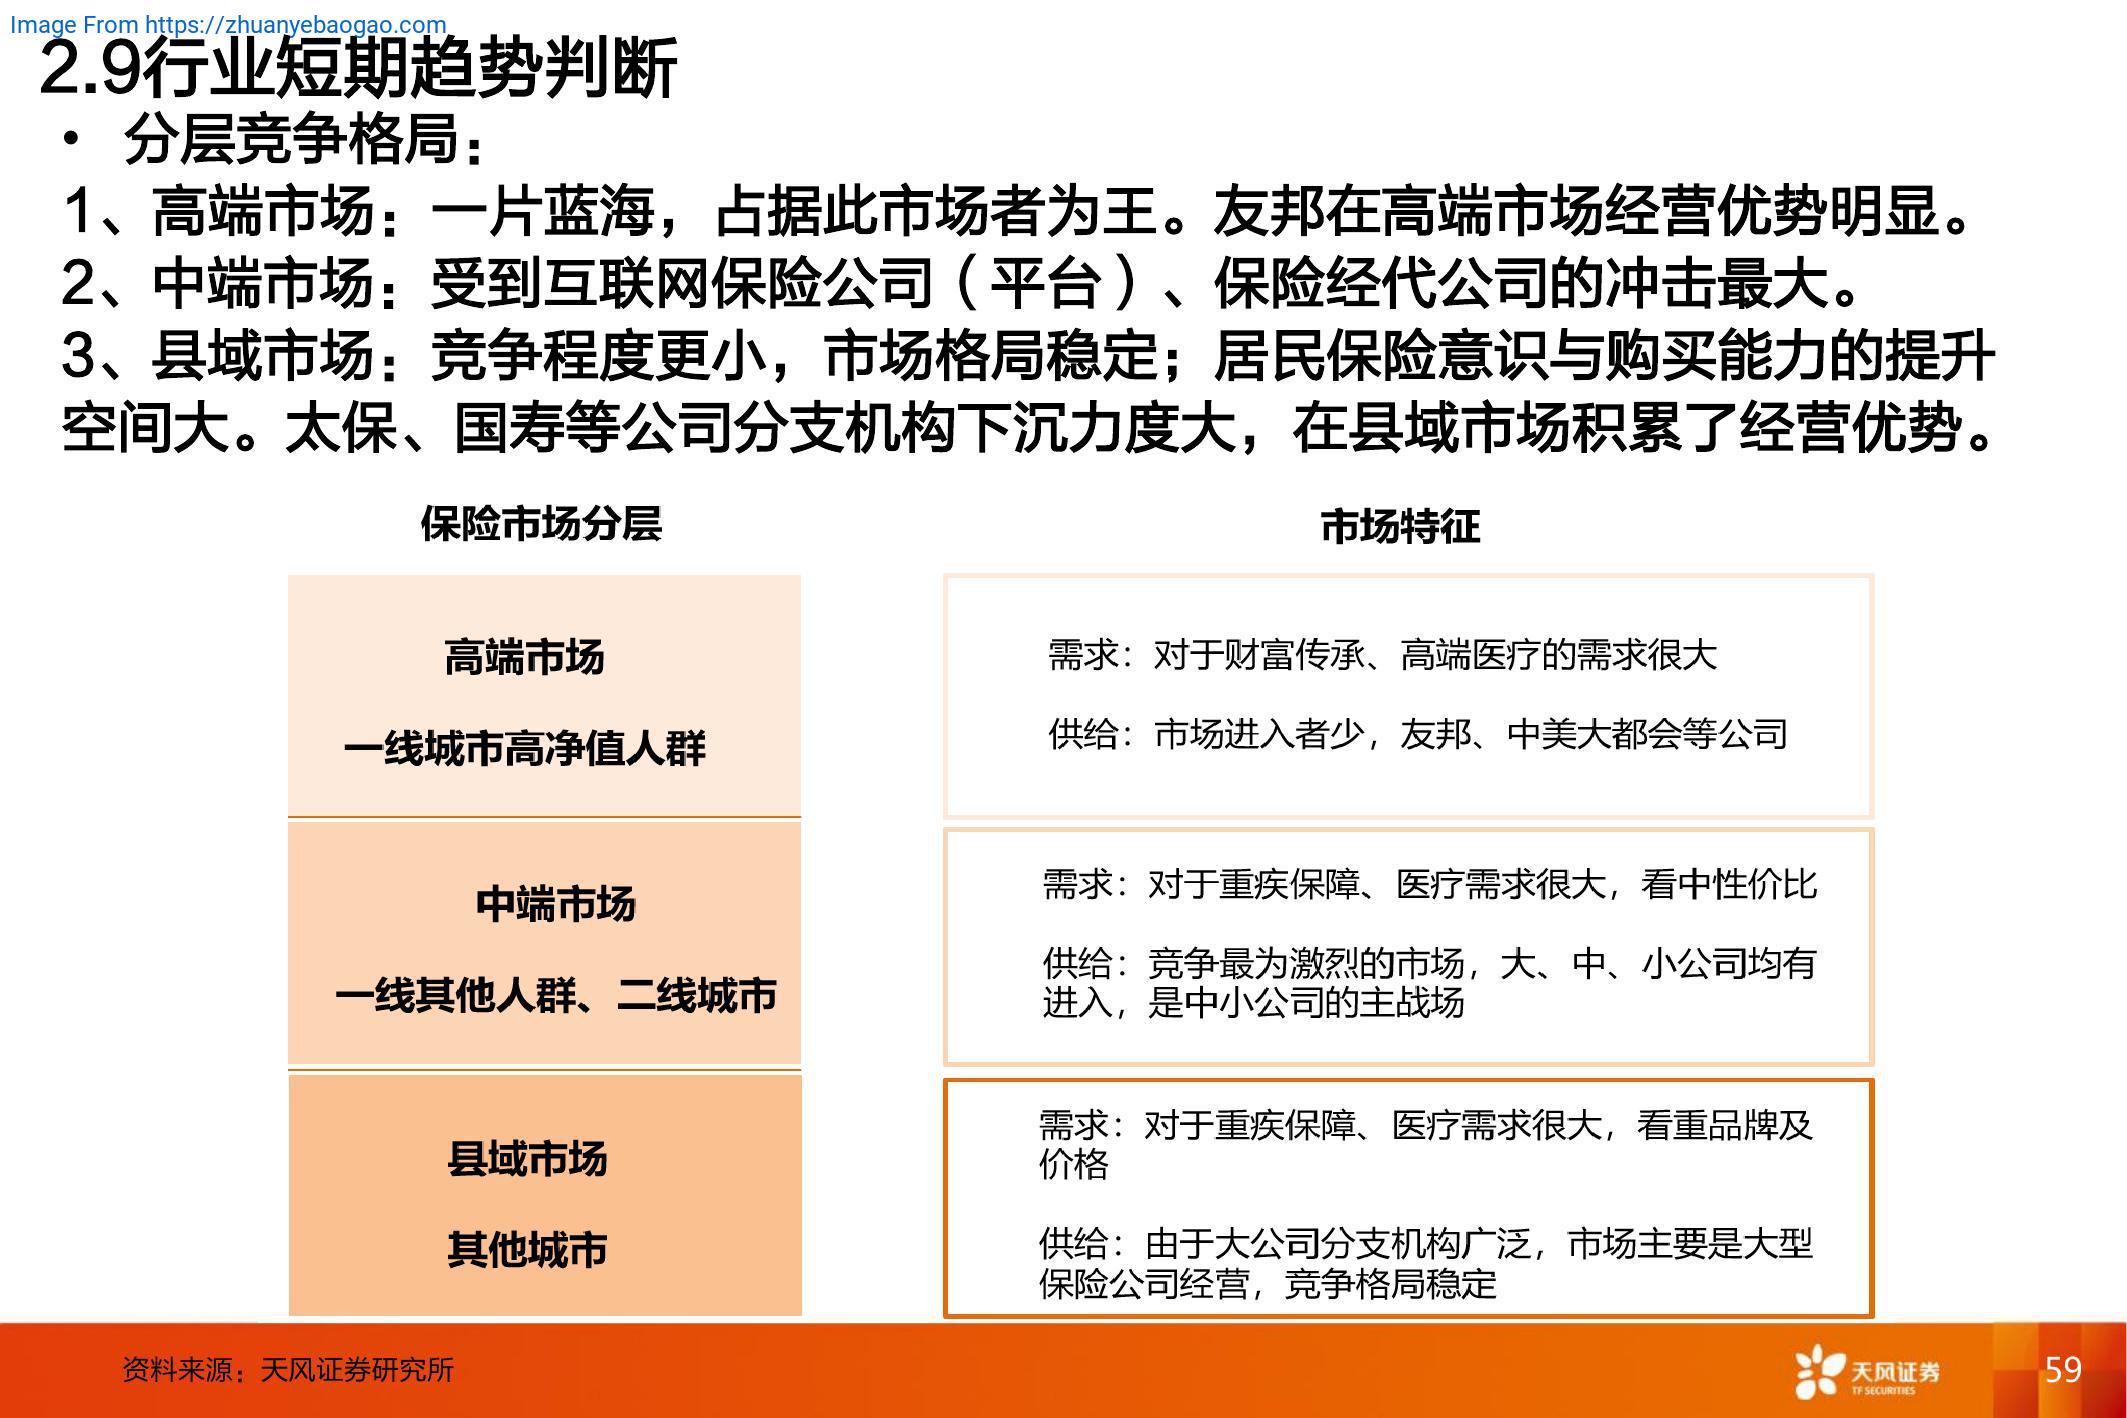 Image From https://zhuanyebaogao.com
2.9行业短期趋势判断
• 分层竞争格局：
1、高端市场：一片蓝海，占据此市场者为王。友邦在高端市场经营优势明显。
2、中端市场：受到互联网保险公司（平台）、保险经代公司的冲击最大。
3、县域市场：竞争程度更小，市场格局稳定；居民保险意识与购买能力的提升
空间大。太保、国寿等公司分支机构下沉力度大，在县域市场积累了经营优势。
保险市场分层
市场特征
高端市场
一线城市高净值人群
需求：对于财富传承、高端医疗的需求很大
供给：市场进入者少，友邦、中美大都会等公司
中端市场
一线其他人群、二线城市
需求：对于重疾保障、医疗需求很大，看中性价比
供给：竞争最为激烈的市场，大、中、小公司均有
进入，是中小公司的主战场
县域市场
其他城市
需求：对于重疾保障、医疗需求很大，看重品牌及
价格
供给：由于大公司分支机构广泛，市场主要是大型
保险公司经营，竞争格局稳定
资料来源：天风证券研究所
天风证券
TF SECURITIES
59